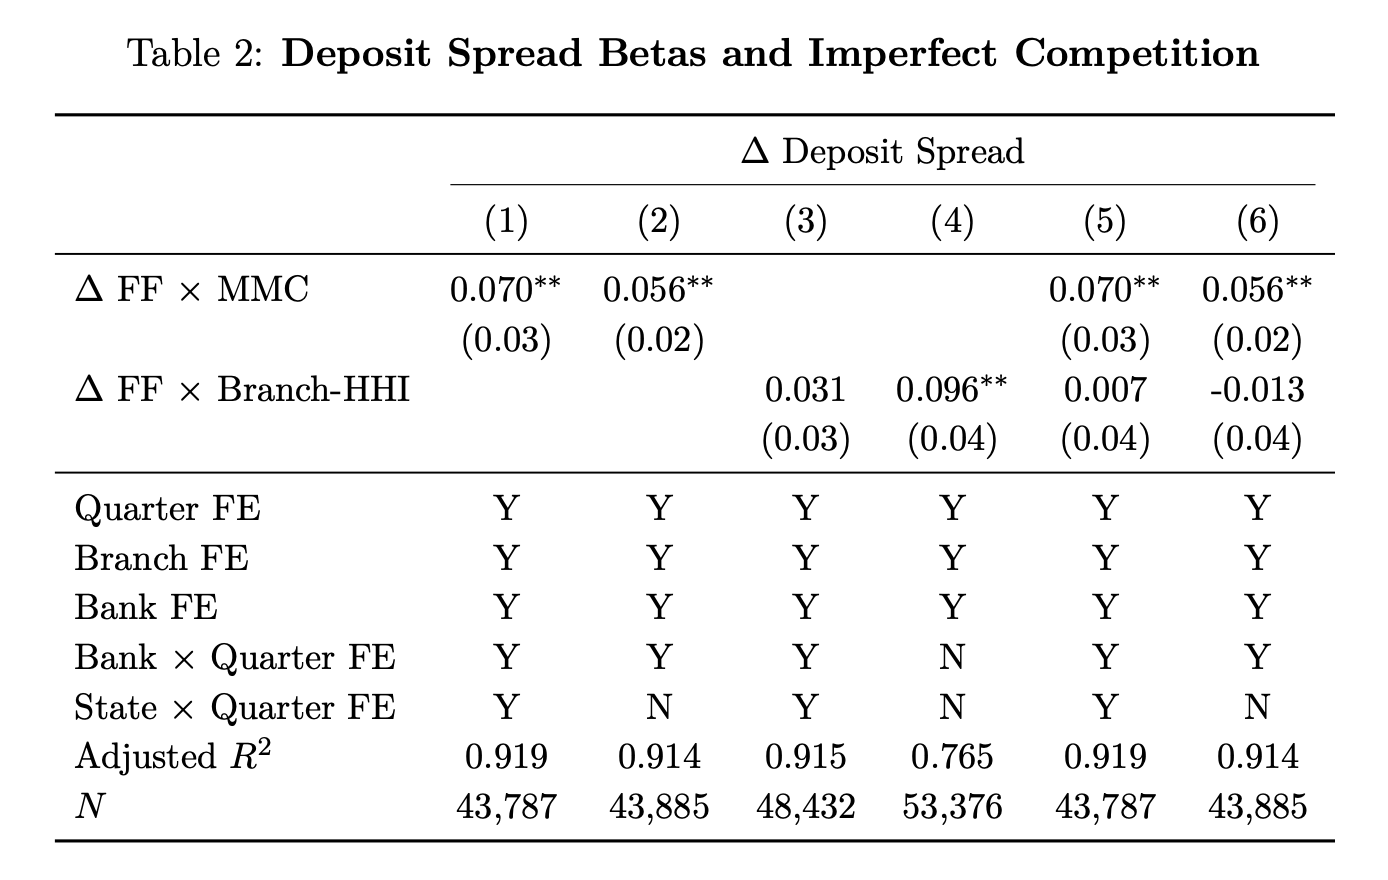 Table 2: Deposit Spread Betas and Imperfect Competition
Δ Deposit Spread
(1) (2) (3) (4) (5) (6)
Δ FF × MMC 0.070** 0.056** 0.070** 0.056**
(0.03) (0.02) (0.03) (0.02)
Δ FF × Branch-HHI 0.031 0.096** 0.007 -0.013
(0.03) (0.04) (0.04) (0.04)
Quarter FE Y Y Y Y Y Y
Branch FE Y Y Y Y Y Y
Bank FE Y Y Y Y Y Y
Bank × Quarter FE Y Y Y N Y Y
State × Quarter FE Y N Y N Y N
Adjusted R² 0.919 0.914 0.915 0.765 0.919 0.914
N 43,787 43,885 48,432 53,376 43,787 43,885